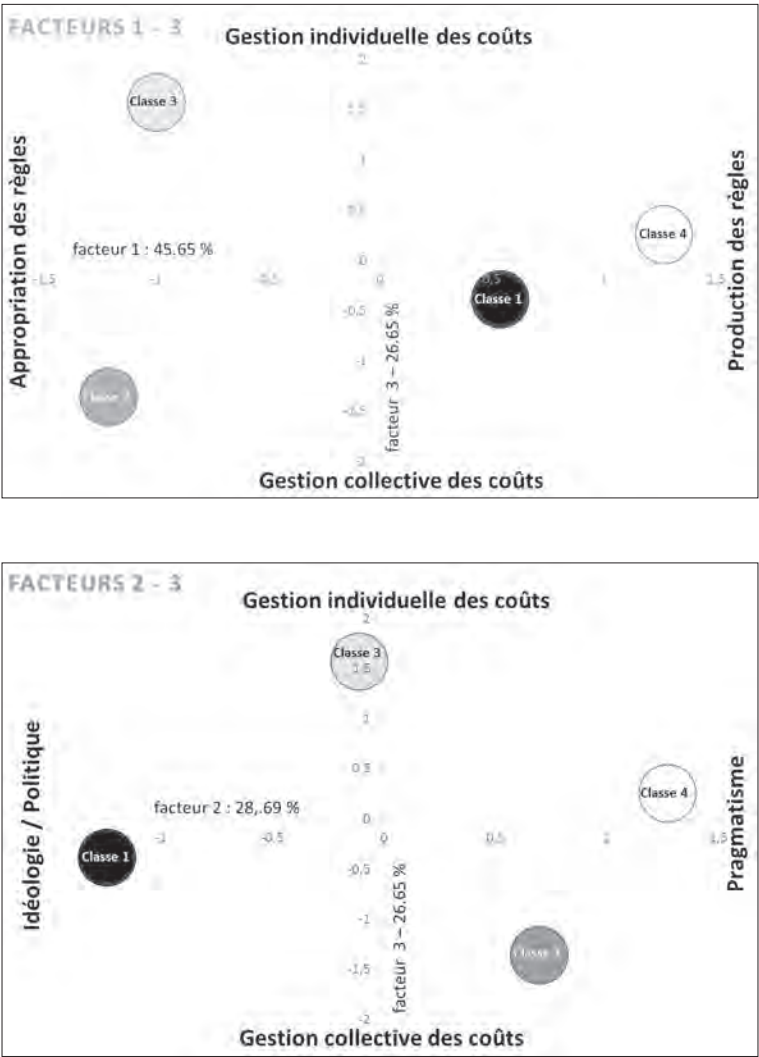 FACTEURS 1 - 3
Gestion individuelle des coûts
2
Classe 3
1,5
Appropriation des règles
1
Production des règles
0,5
Classe 4
facteur 1 : 45.65 %
0
-1,5
-1
-0,5
0
0,5
1
1,5
Classe 1
-0,5
facteur 3 – 26.65 %
-1
Classe
-1,5
-2
Gestion collective des coûts
FACTEURS 2 - 3
Gestion individuelle des coûts
2
Classe 3
1,5
Idéologie / Politique
1
Pragmatisme
0,5
Classe 4
facteur 2 : 28,.69 %
0
-1
-0,5
0
0,5
1
1,5
Classe 1
-0,5
facteur 3 – 26.65 %
-1
Classe
-1,5
-2
Gestion collective des coûts